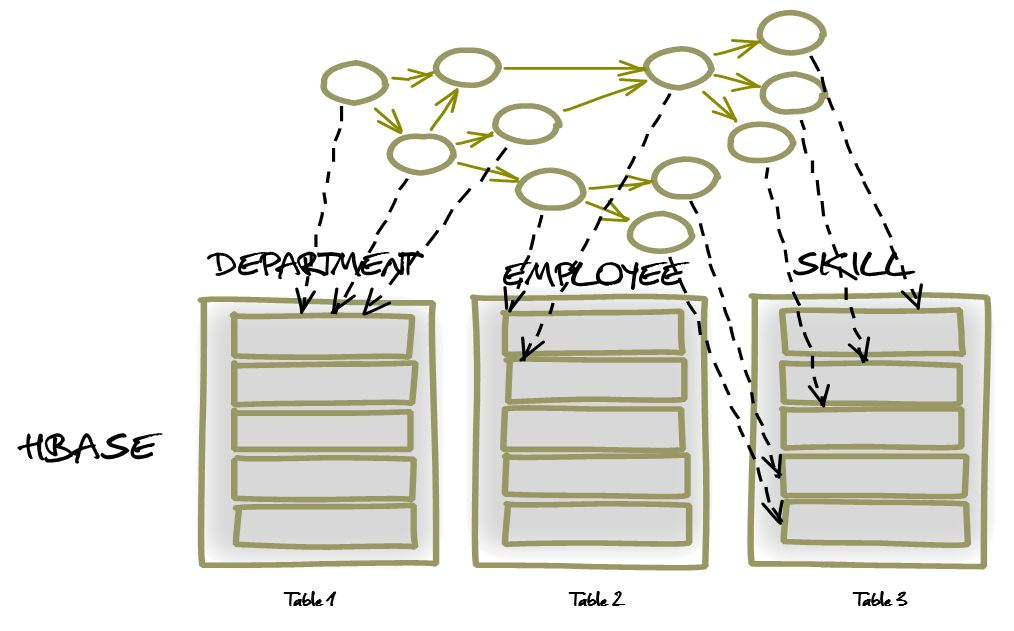 DEPARTMENT
EMPLOYEE
SKILL
HBASE
Table 1
Table 2
Table 3